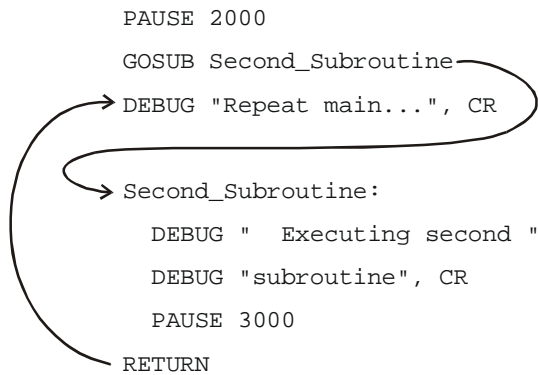 PAUSE 2000
GOSUB Second_Subroutine
DEBUG "Repeat main...", CR
Second_Subroutine:
DEBUG "  Executing second "
DEBUG "subroutine", CR
PAUSE 3000
RETURN